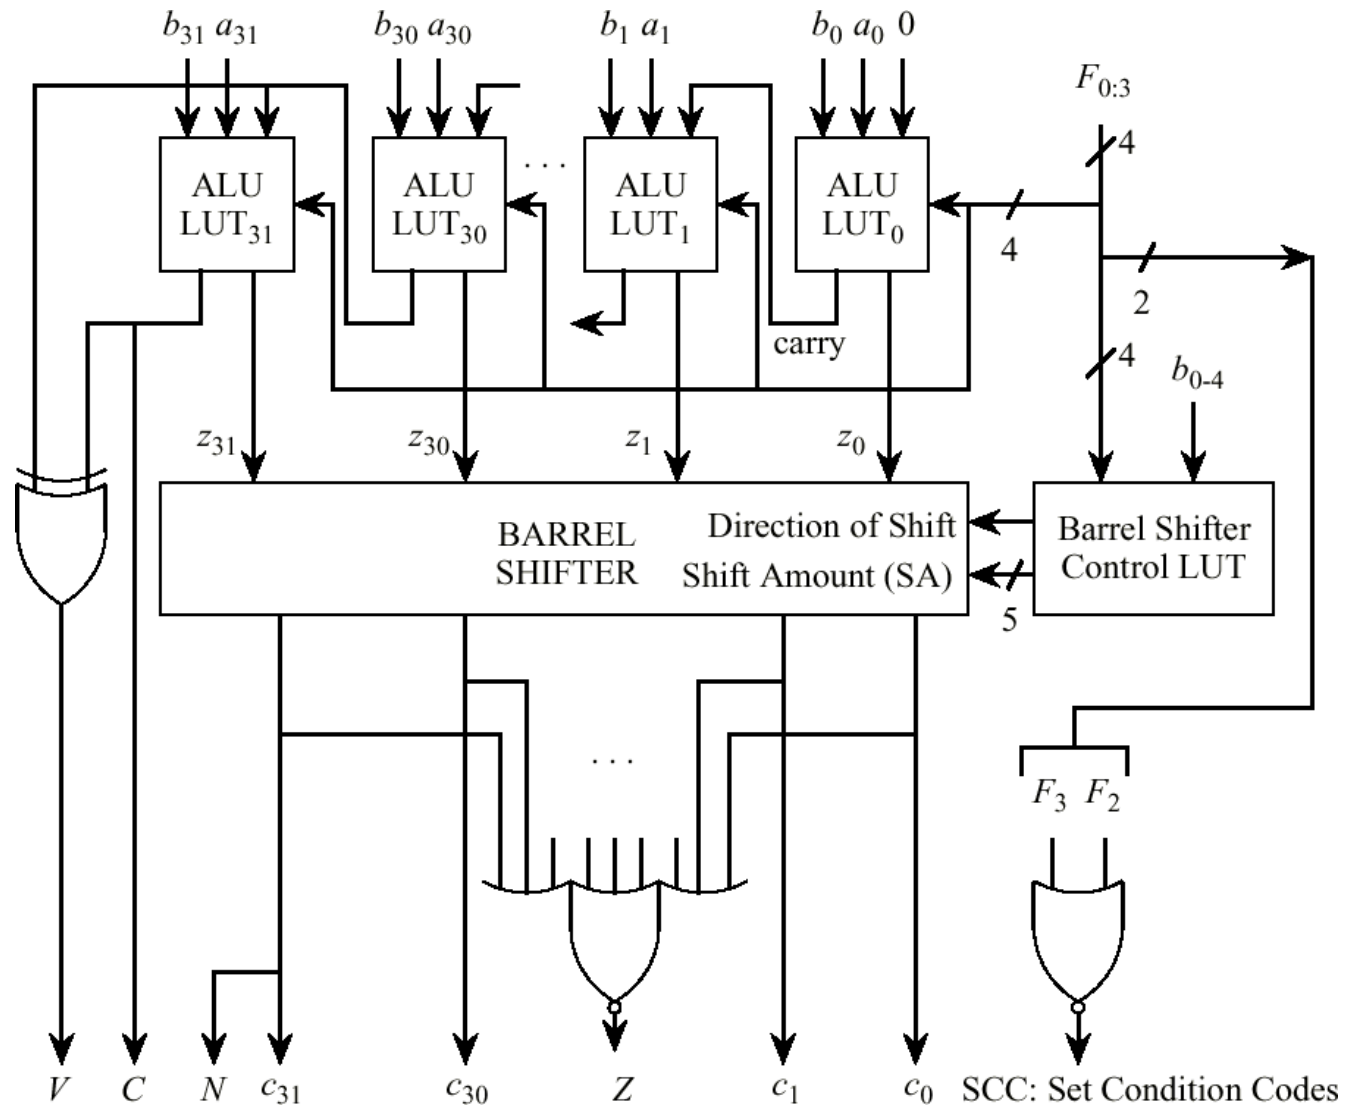 b31 a31 b30 a30 b1 a1 b0 a0 0
F0:3
4
ALU ALU . . . ALU ALU
LUT31 LUT30 LUT1 LUT0
4
2
carry
4
b0-4
z31 z30 z1 z0
BARREL
SHIFTER
Direction of Shift
Shift Amount (SA)
Barrel Shifter
Control LUT
5
. . .
F3 F2
V C N c31 c30 Z c1 c0 SCC: Set Condition Codes